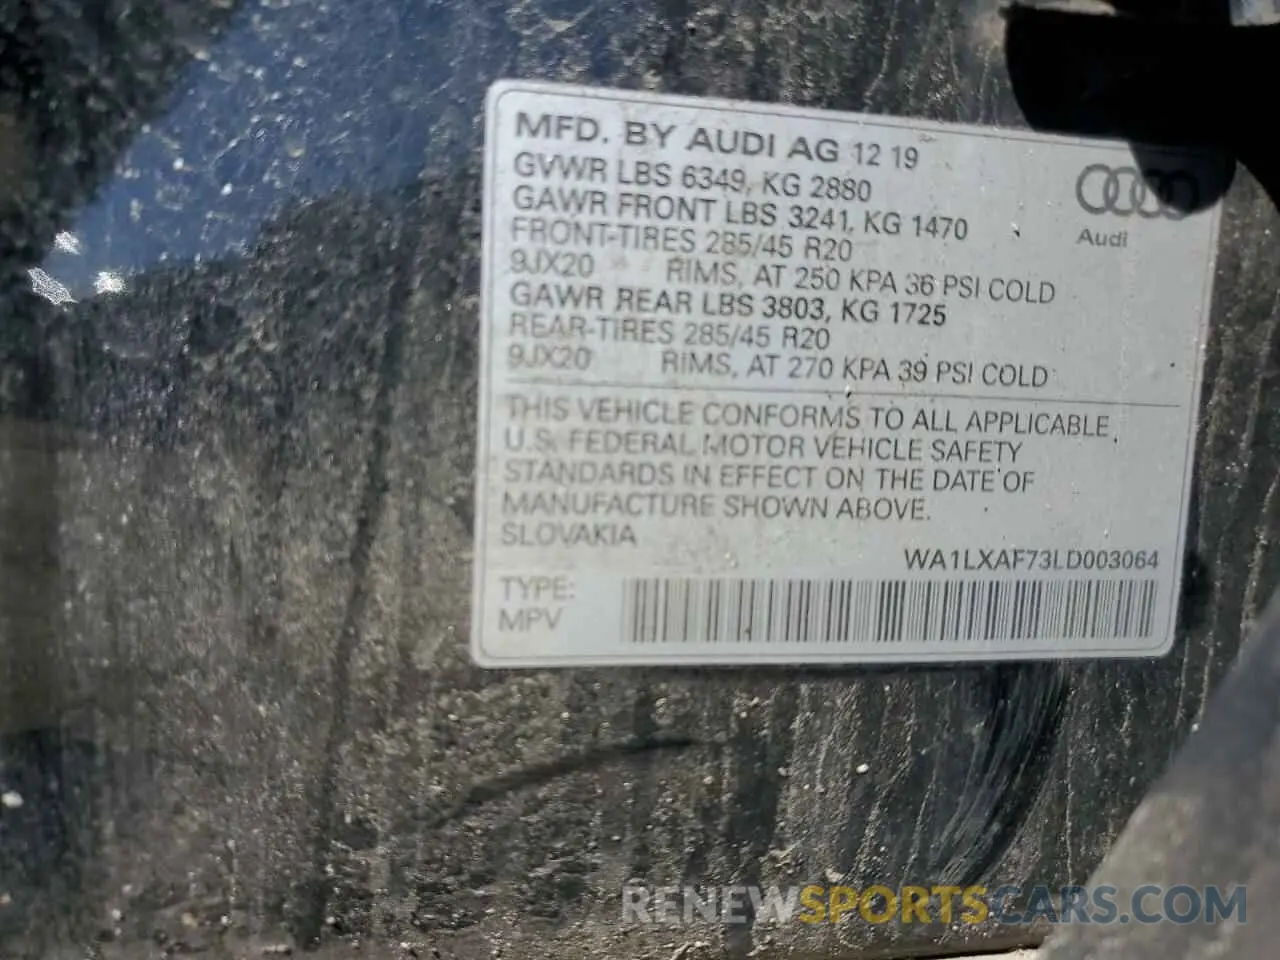 MFD. BY AUDI AG 12 19
GVWR LBS 6349, KG 2880
GAWR FRONT LBS 3241, KG 1470
FRONT-TIRES 285/45 R20
9JX20 RIMS, AT 250 KPA 36 PSI COLD
GAWR REAR LBS 3803, KG 1725
REAR-TIRES 285/45 R20
9JX20 RIMS, AT 270 KPA 39 PSI COLD
Audi
THIS VEHICLE CONFORMS TO ALL APPLICABLE
U.S. FEDERAL MOTOR VEHICLE SAFETY
STANDARDS IN EFFECT ON THE DATE OF
MANUFACTURE SHOWN ABOVE.
SLOVAKIA
WA1LXAF73LD003064
TYPE:
MPV
RENEWSPORTSCARS.COM